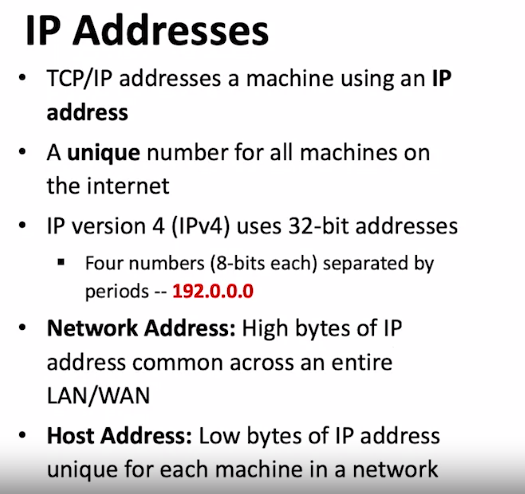 IP Addresses
• TCP/IP addresses a machine using an IP
address
• A unique number for all machines on
the internet
• IP version 4 (IPv4) uses 32-bit addresses
▪ Four numbers (8-bits each) separated by
periods -- 192.0.0.0
• Network Address: High bytes of IP
address common across an entire
LAN/WAN
• Host Address: Low bytes of IP address
unique for each machine in a network